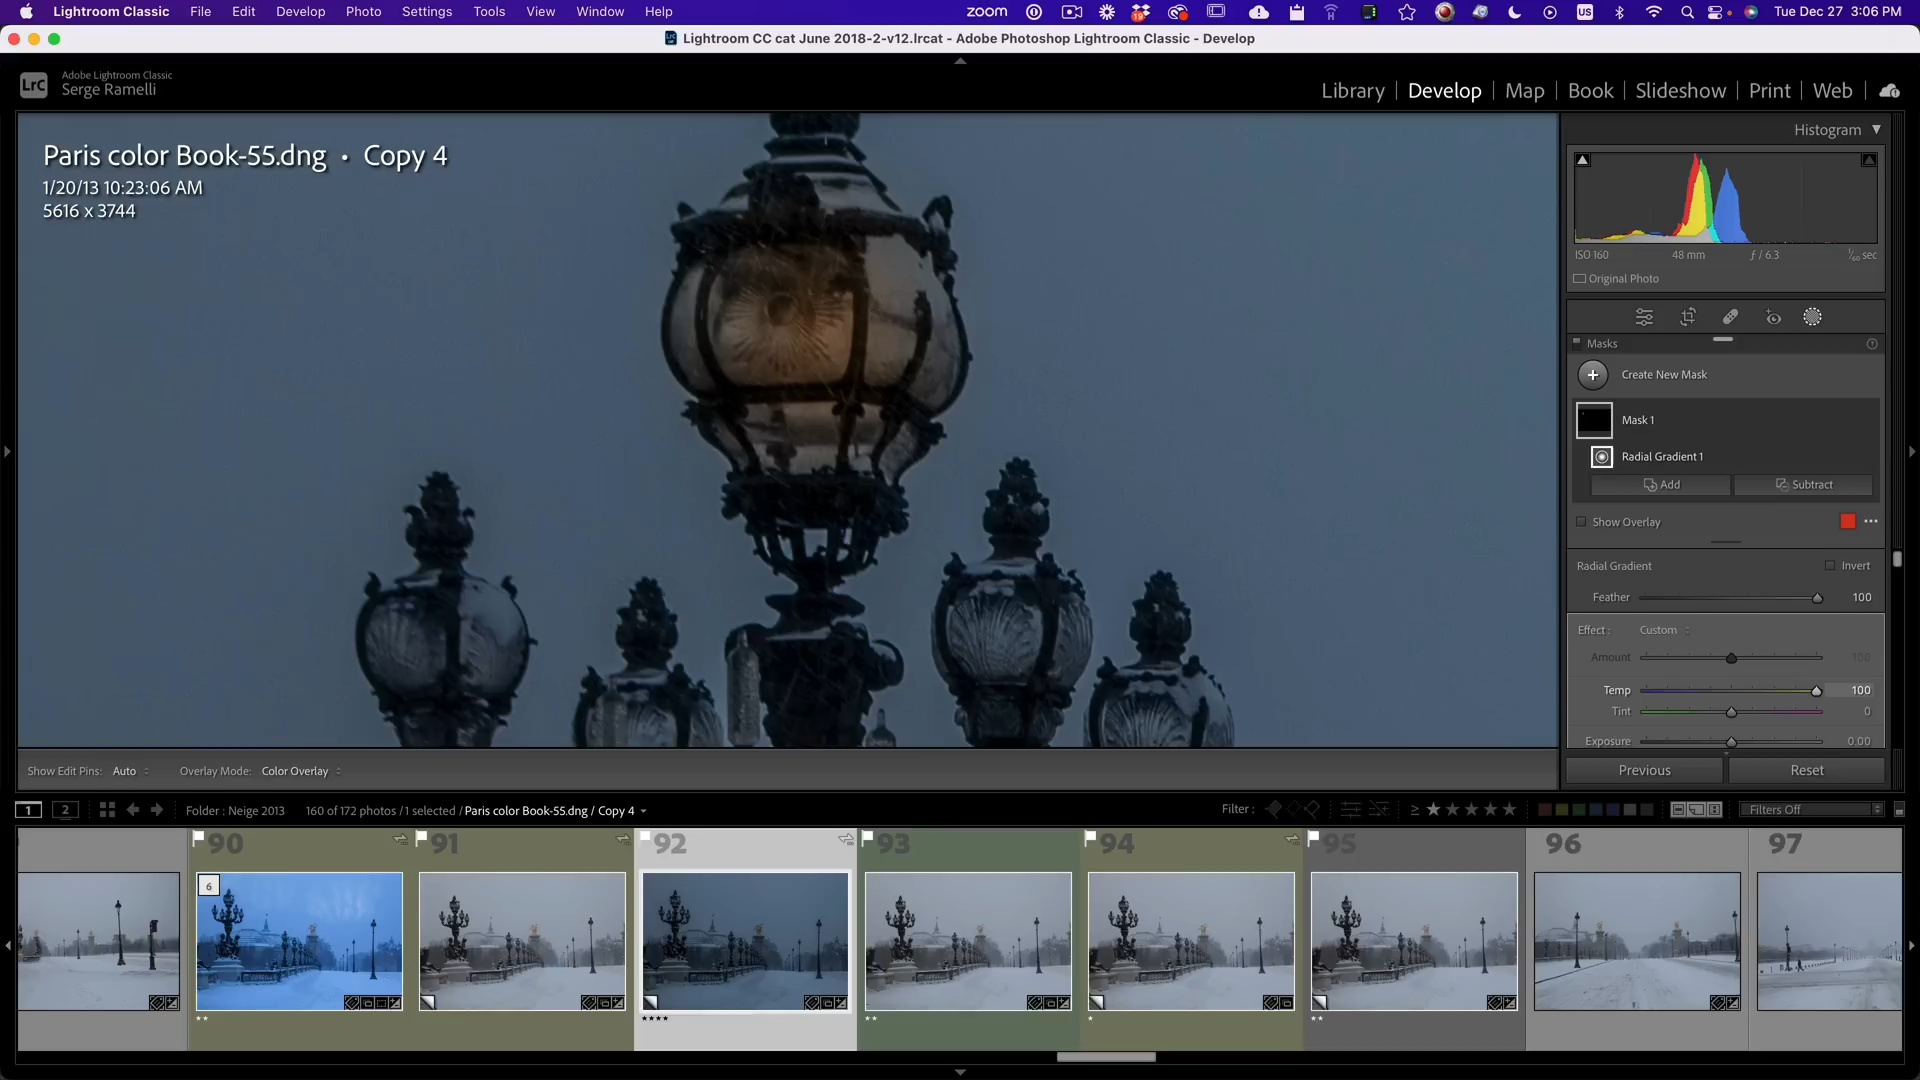 Lightroom Classic File Edit Develop Photo Settings Tools View Window Help zoom 19 US Tue Dec 27 3:06 PM
Lightroom CC cat June 2018-2-v12.lrcat - Adobe Photoshop Lightroom Classic - Develop
LrC Adobe Lightroom Classic
Serge Ramelli
Library Develop Map Book Slideshow Print Web
Paris color Book-55.dng • Copy 4
1/20/13 10:23:06 AM
5616 x 3744
Histogram
ISO 160 48 mm ƒ / 6.3 1/60 sec
Original Photo
Masks
Create New Mask
Mask 1
Radial Gradient 1
Add Subtract
Show Overlay
Radial Gradient Invert
Feather 100
Effect : Custom
Amount 100
Temp 100
Tint 0
Exposure 0.00
Previous Reset
Show Edit Pins: Auto Overlay Mode: Color Overlay
1 2 Folder : Neige 2013 160 of 172 photos / 1 selected / Paris color Book-55.dng / Copy 4 Filter : ≥ Filters Off
90 91 92 93 94 95 96 97
6